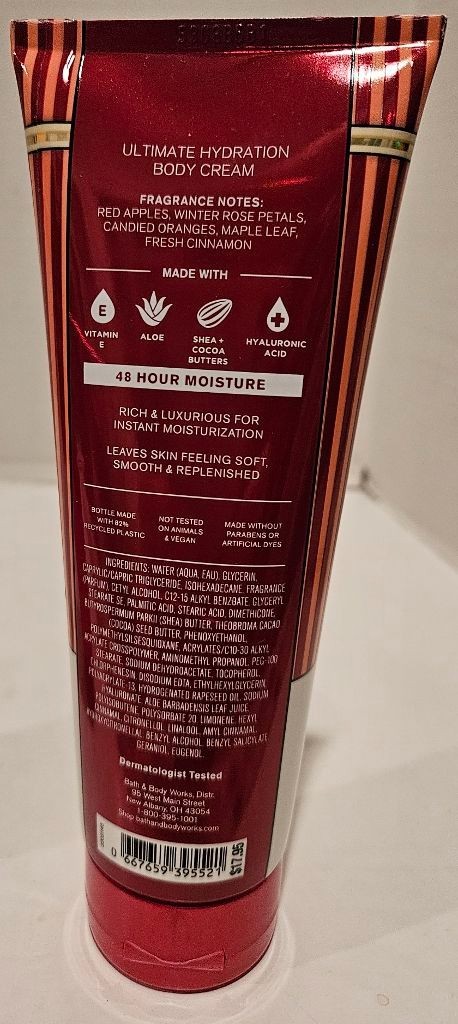 ULTIMATE HYDRATION
BODY CREAM
FRAGRANCE NOTES:
RED APPLES, WINTER ROSE PETALS,
CANDIED ORANGES, MAPLE LEAF,
FRESH CINNAMON
MADE WITH
E
VITAMIN
E
ALOE
SHEA +
COCOA
BUTTERS
HYALURONIC
ACID
48 HOUR MOISTURE
RICH & LUXURIOUS FOR
INSTANT MOISTURIZATION
LEAVES SKIN FEELING SOFT,
SMOOTH & REPLENISHED
BOTTLE MADE
WITH 82%
RECYCLED PLASTIC
NOT TESTED
ON ANIMALS
& VEGAN
MADE WITHOUT
PARABENS OR
ARTIFICIAL DYES
INGREDIENTS: WATER (AQUA, EAU), GLYCERIN,
CAPRYLIC/CAPRIC TRIGLYCERIDE, ISOHEXADECANE, FRAGRANCE
(PARFUM), CETYL ALCOHOL, C12-15 ALKYL BENZOATE, GLYCERYL
STEARATE SE, PALMITIC ACID, STEARIC ACID, DIMETHICONE,
BUTYROSPERMUM PARKII (SHEA) BUTTER, THEOBROMA CACAO
(COCOA) SEED BUTTER, PHENOXYETHANOL,
POLYMETHYLSILSESQUIOXANE, ACRYLATES/C10-30 ALKYL
ACRYLATE CROSSPOLYMER, AMINOMETHYL PROPANOL, PEG-100
STEARATE, SODIUM DEHYDROACETATE, TOCOPHEROL,
CHLORPHENESIN, DISODIUM EDTA, ETHYLHEXYLGLYCERIN,
POLYACRYLATE-13, HYDROGENATED RAPESEED OIL, SODIUM
HYALURONATE, ALOE BARBADENSIS LEAF JUICE,
POLYISOBUTENE, POLYSORBATE 20, LIMONENE, HEXYL
CINNAMAL, CITRONELLOL, LINALOOL, AMYL CINNAMAL,
HYDROXYCITRONELLAL, BENZYL ALCOHOL, BENZYL SALICYLATE,
GERANIOL, EUGENOL.
Dermatologist Tested
Bath & Body Works, Distr.
95 West Main Street
New Albany, OH 43054
1-800-395-1001
Shop bathandbodyworks.com
0 667659 395521
$17.95